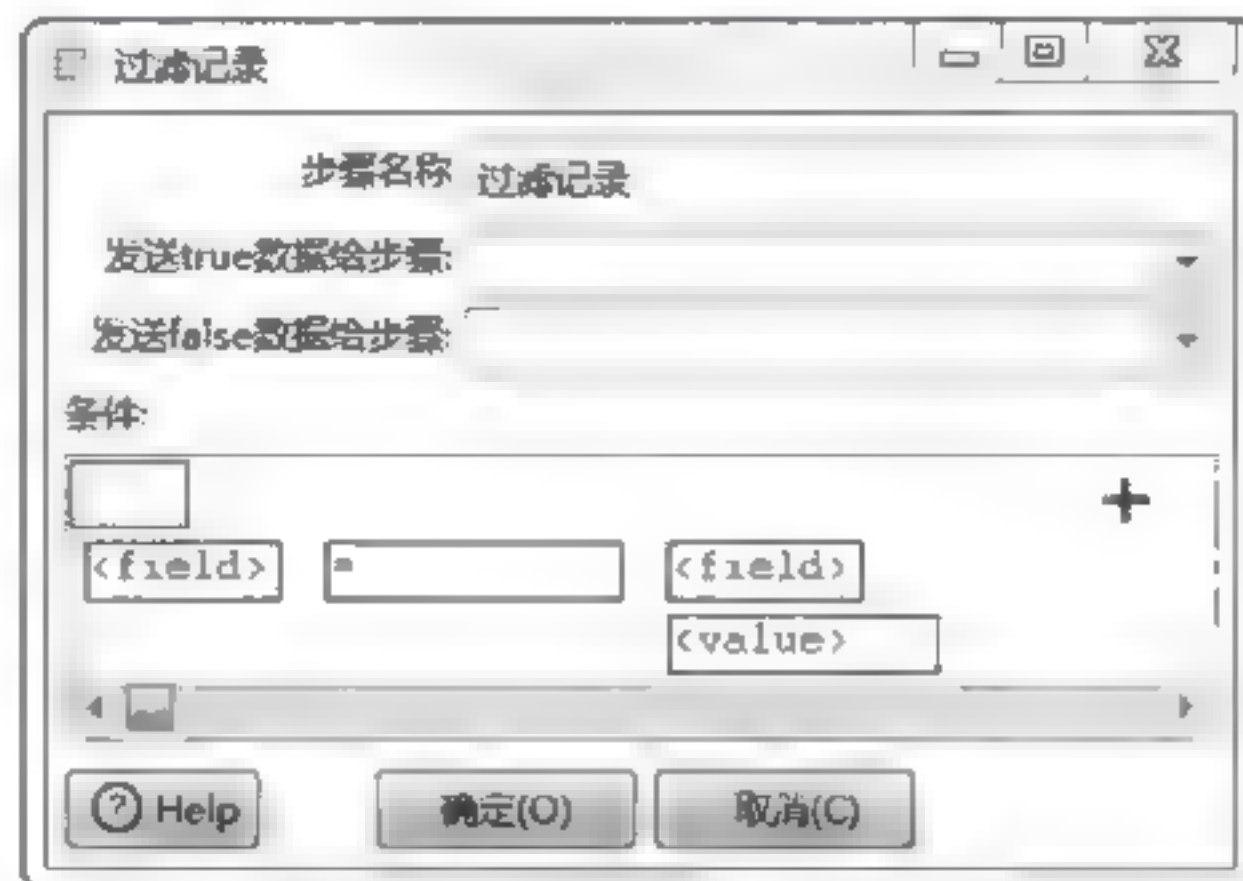 过滤记录
步骤名称 过滤记录
发送true数据给步骤:
发送false数据给步骤:
条件:
<field> = <field>
<value>
Help 确定(O) 取消(C)